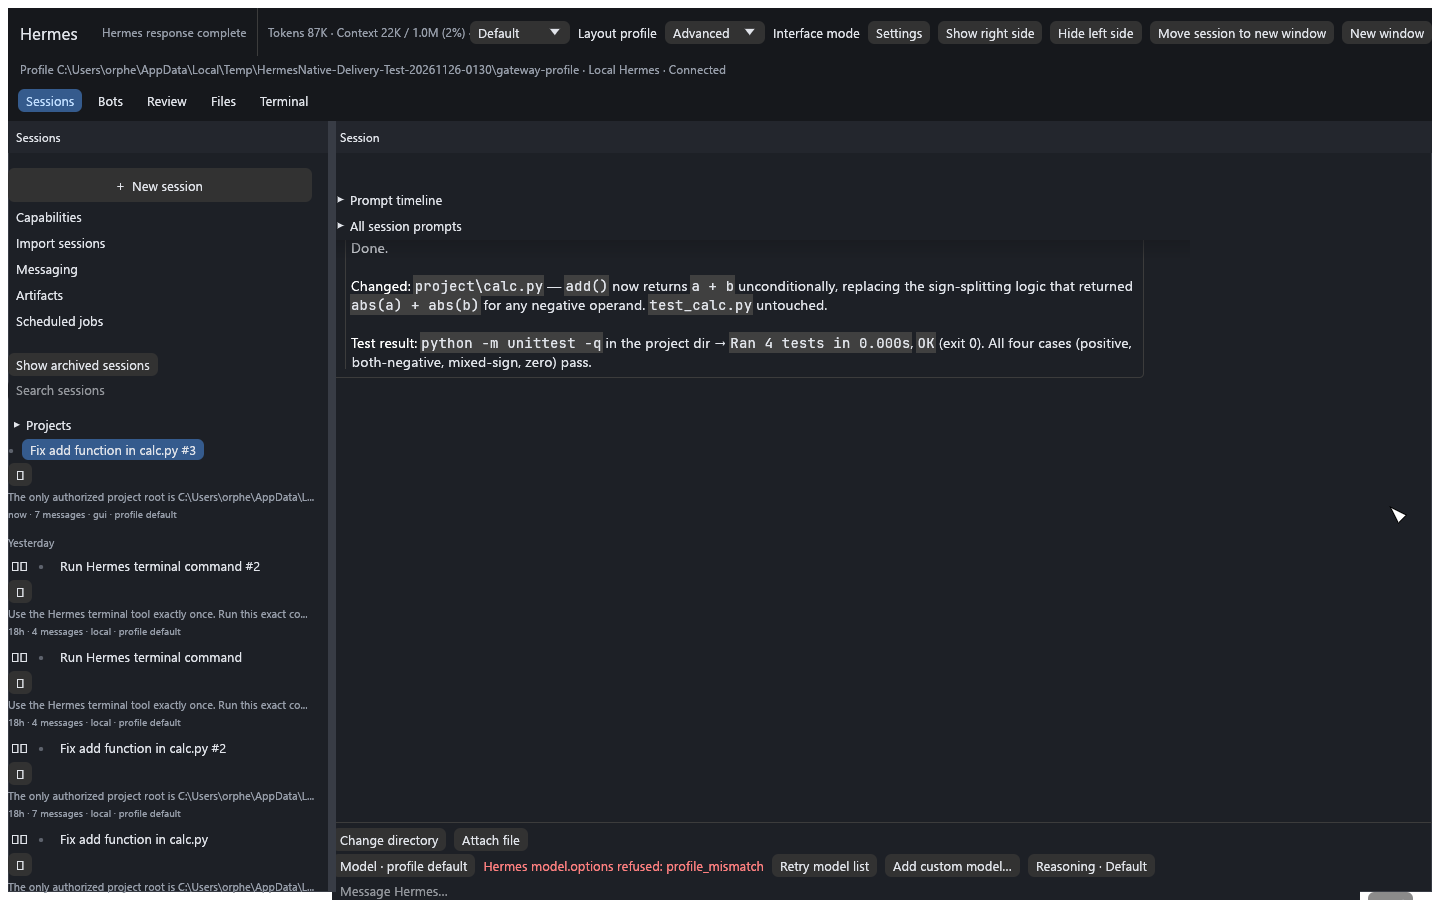 Hermes
Hermes response complete
Tokens 87K · Context 22K / 1.0M (2%) ·
Default
Layout profile
Advanced
Interface mode
Settings
Show right side
Hide left side
Move session to new window
New window
Profile C:\Users\orphe\AppData\Local\Temp\HermesNative-Delivery-Test-20261126-0130\gateway-profile · Local Hermes · Connected
Sessions
Bots
Review
Files
Terminal
Sessions
+ New session
Capabilities
Import sessions
Messaging
Artifacts
Scheduled jobs
Show archived sessions
Search sessions
Projects
Fix add function in calc.py #3
The only authorized project root is C:\Users\orphe\AppData\L...
now · 7 messages · gui · profile default
Yesterday
Run Hermes terminal command #2
Use the Hermes terminal tool exactly once. Run this exact co...
18h · 4 messages · local · profile default
Run Hermes terminal command
Use the Hermes terminal tool exactly once. Run this exact co...
18h · 4 messages · local · profile default
Fix add function in calc.py #2
The only authorized project root is C:\Users\orphe\AppData\L...
18h · 7 messages · local · profile default
Fix add function in calc.py
The only authorized project root is C:\Users\orphe\AppData\L...
Session
Prompt timeline
All session prompts
Done.
Changed: project\calc.py — add() now returns a + b unconditionally, replacing the sign-splitting logic that returned
abs(a) + abs(b) for any negative operand. test_calc.py untouched.
Test result: python -m unittest -q in the project dir → Ran 4 tests in 0.000s, OK (exit 0). All four cases (positive,
both-negative, mixed-sign, zero) pass.
Change directory
Attach file
Model · profile default
Hermes model.options refused: profile_mismatch
Retry model list
Add custom model...
Reasoning · Default
Message Hermes...